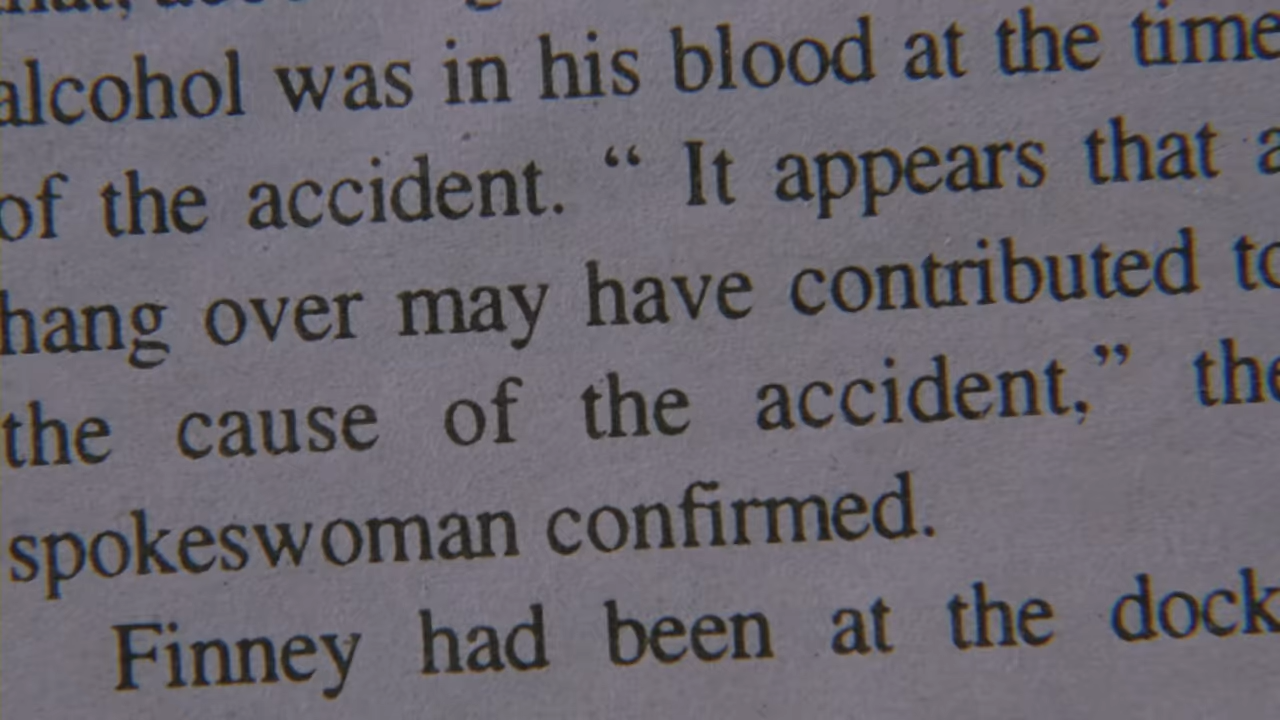 alcohol was in his blood at the time
of the accident. “ It appears that a
hang over may have contributed to
the cause of the accident,” the
spokeswoman confirmed.
Finney had been at the dock